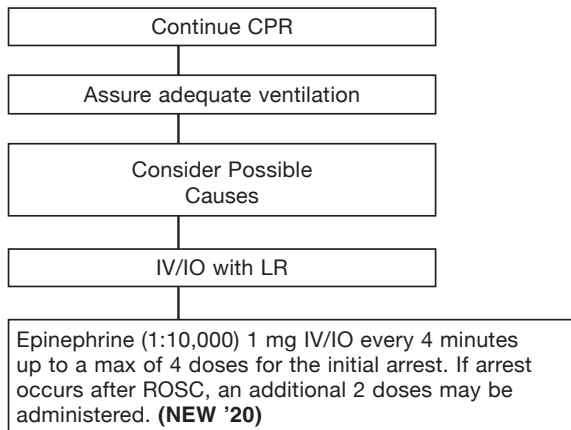 Continue CPR
Assure adequate ventilation
Consider Possible
Causes
IV/IO with LR
Epinephrine (1:10,000) 1 mg IV/IO every 4 minutes
up to a max of 4 doses for the initial arrest. If arrest
occurs after ROSC, an additional 2 doses may be
administered. (NEW ’20)